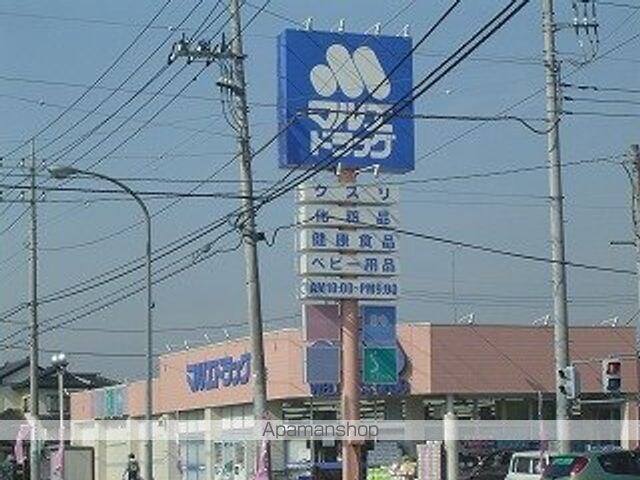 マルエ
ドラッグ
クスリ
化粧品
健康食品
ベビー用品
AM10:00~PM9:00
マルエドラッグ
Apamanshop